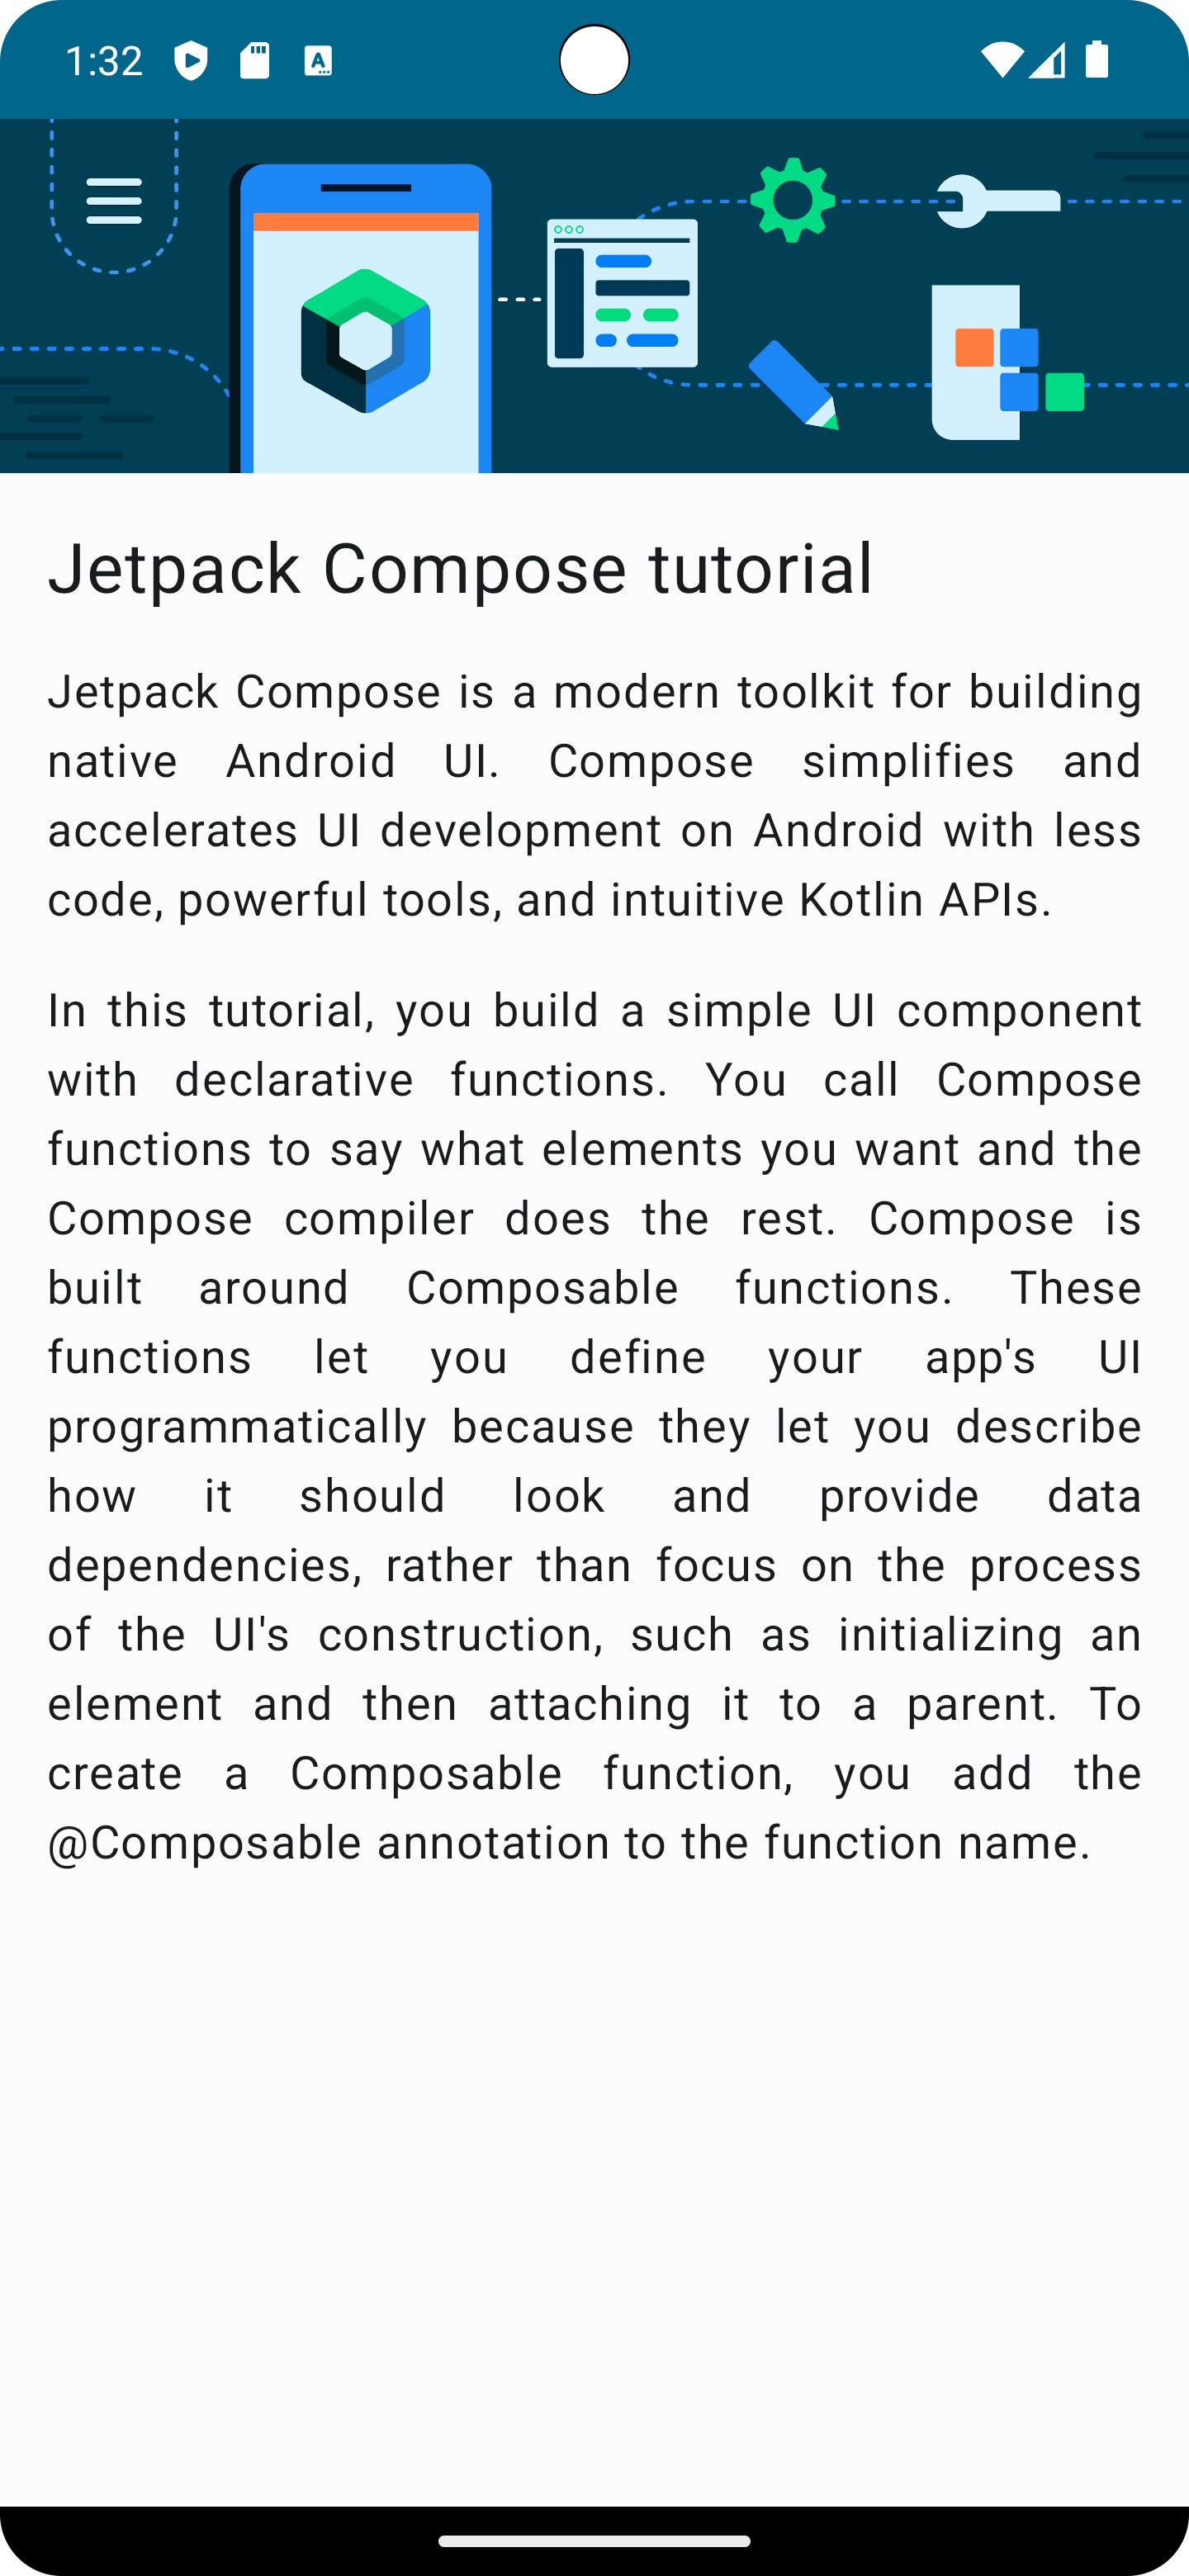 1:32
Jetpack Compose tutorial
Jetpack Compose is a modern toolkit for building
native Android UI. Compose simplifies and
accelerates UI development on Android with less
code, powerful tools, and intuitive Kotlin APIs.
In this tutorial, you build a simple UI component
with declarative functions. You call Compose
functions to say what elements you want and the
Compose compiler does the rest. Compose is
built around Composable functions. These
functions let you define your app's UI
programmatically because they let you describe
how it should look and provide data
dependencies, rather than focus on the process
of the UI's construction, such as initializing an
element and then attaching it to a parent. To
create a Composable function, you add the
@Composable annotation to the function name.